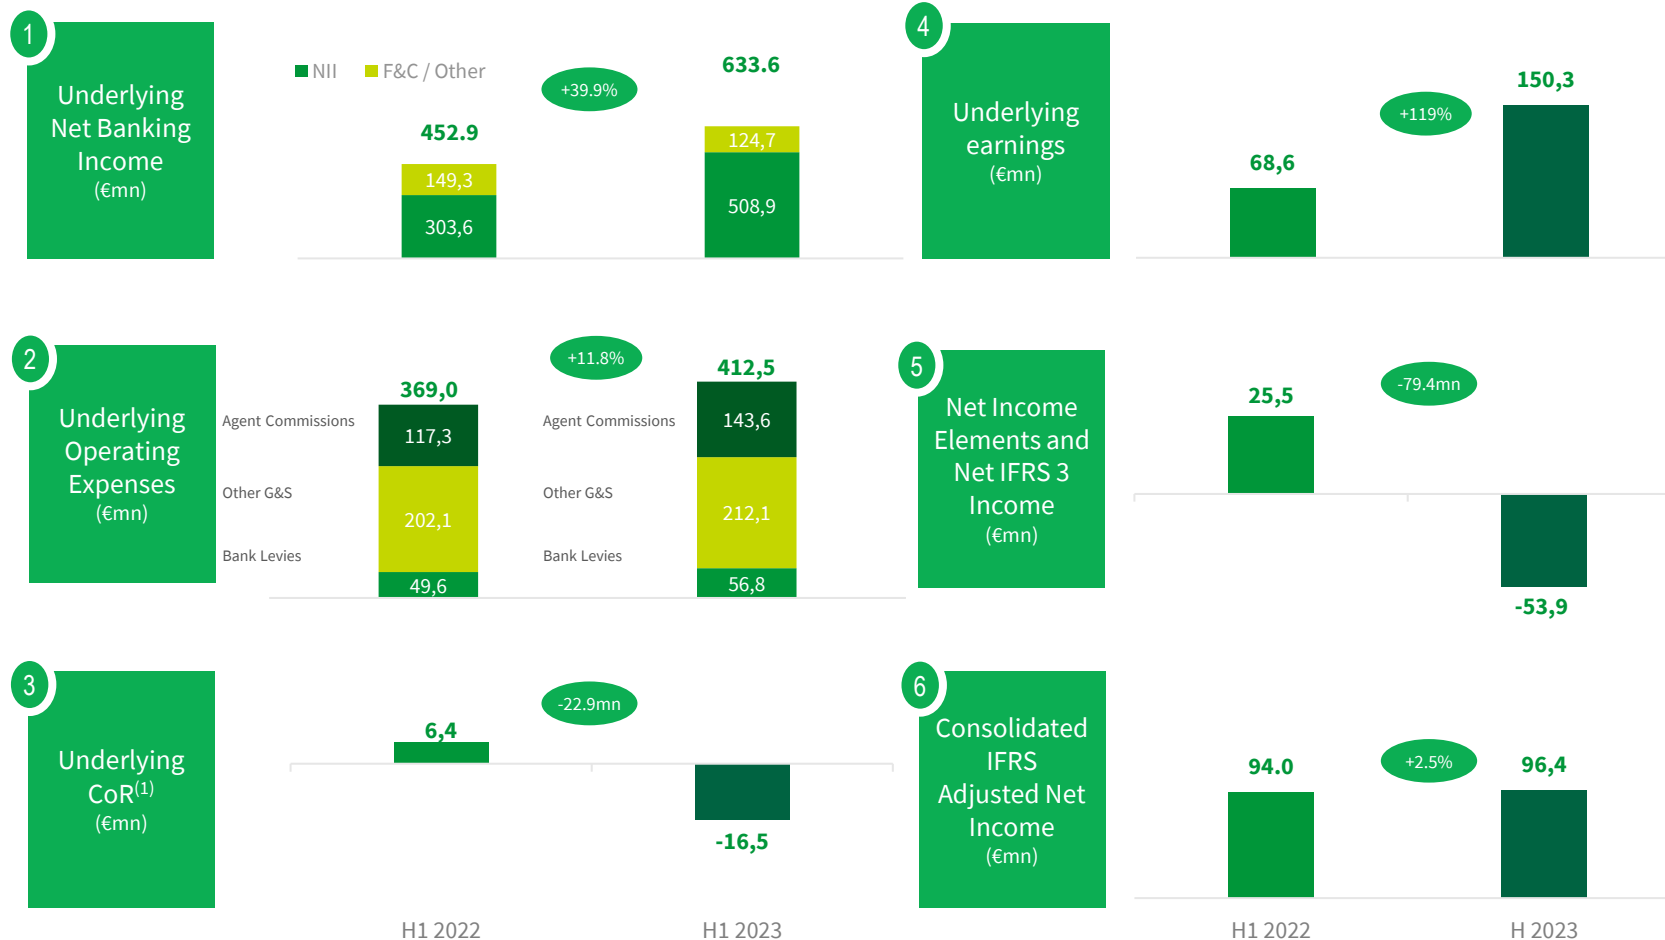 1
Underlying
Net Banking
Income
(€mn)
NII
F&C / Other
+39.9%
452.9
633.6
149,3
303,6
124,7
508,9
2
Underlying
Operating
Expenses
(€mn)
+11.8%
369,0
412,5
Agent Commissions
117,3
Agent Commissions
143,6
Other G&S
202,1
Other G&S
212,1
Bank Levies
49,6
Bank Levies
56,8
3
Underlying
CoR(1)
(€mn)
-22.9mn
6,4
-16,5
H1 2022
H1 2023
4
Underlying
earnings
(€mn)
+119%
68,6
150,3
5
Net Income
Elements and
Net IFRS 3
Income
(€mn)
-79.4mn
25,5
-53,9
6
Consolidated
IFRS
Adjusted Net
Income
(€mn)
+2.5%
94.0
96,4
H1 2022
H 2023